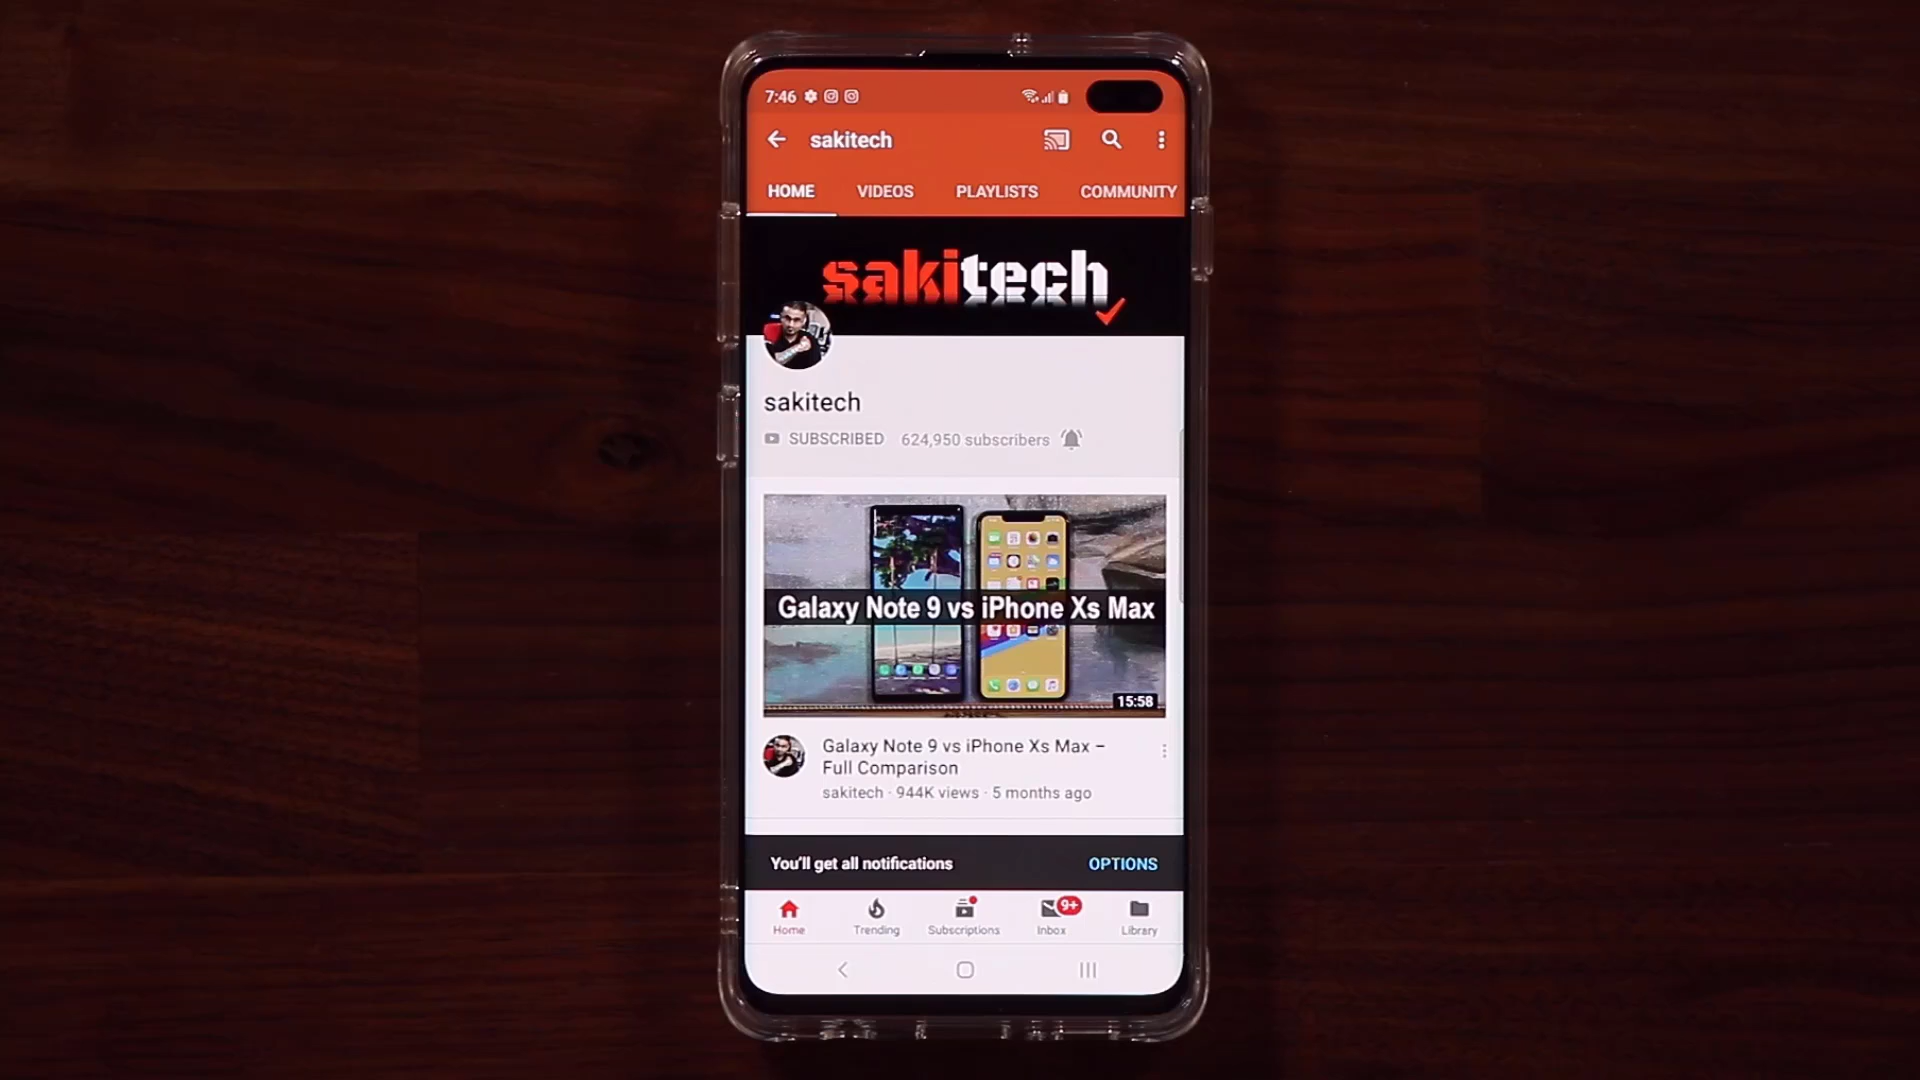 7:46
sakitech
HOME VIDEOS PLAYLISTS COMMUNITY
sakitech
sakitech
SUBSCRIBED 624,950 subscribers
Galaxy Note 9 vs iPhone Xs Max
15:58
Galaxy Note 9 vs iPhone Xs Max –
Full Comparison
sakitech · 944K views · 5 months ago
You'll get all notifications OPTIONS
9+
Home Trending Subscriptions Inbox Library